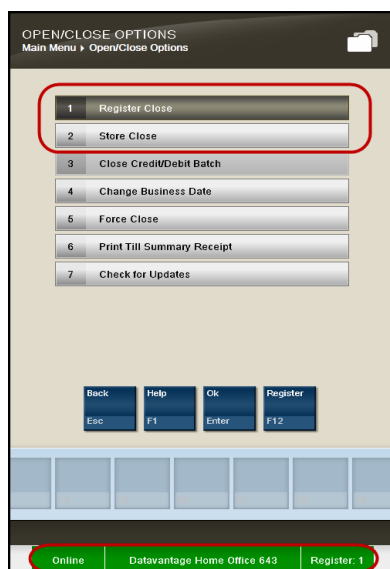 OPEN/CLOSE OPTIONS
Main Menu ▸ Open/Close Options
1 Register Close
2 Store Close
3 Close Credit/Debit Batch
4 Change Business Date
5 Force Close
6 Print Till Summary Receipt
7 Check for Updates
Back Help Ok Register
Esc F1 Enter F12
Online Datavantage Home Office 643 Register: 1